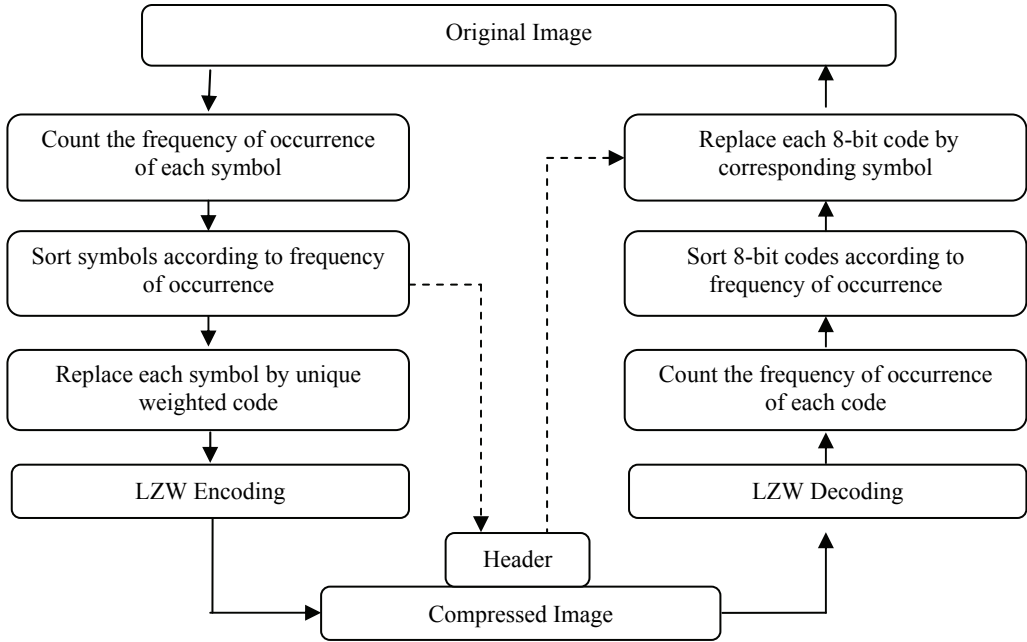 Original Image
Count the frequency of occurrence
of each symbol
Sort symbols according to frequency
of occurrence
Replace each symbol by unique
weighted code
LZW Encoding
Replace each 8-bit code by
corresponding symbol
Sort 8-bit codes according to
frequency of occurrence
Count the frequency of occurrence
of each code
LZW Decoding
Header
Compressed Image